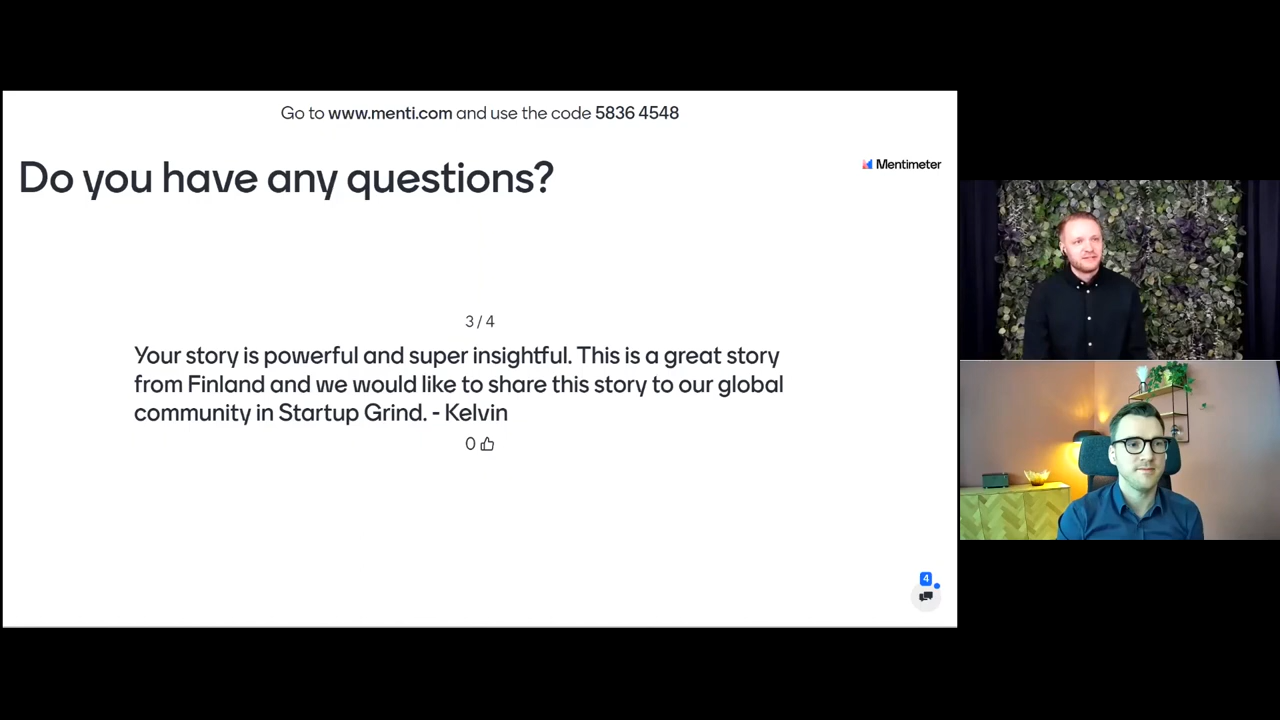 Go to www.menti.com and use the code 5836 4548
Do you have any questions?
Mentimeter
3 / 4
Your story is powerful and super insightful. This is a great story
from Finland and we would like to share this story to our global
community in Startup Grind. - Kelvin
0
4